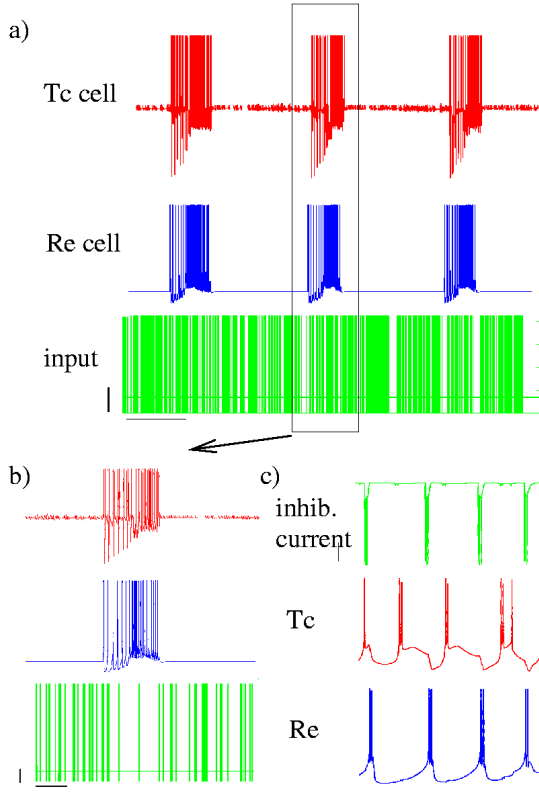 a)
Tc cell
Re cell
input
b)
c)
inhib.
current
Tc
Re